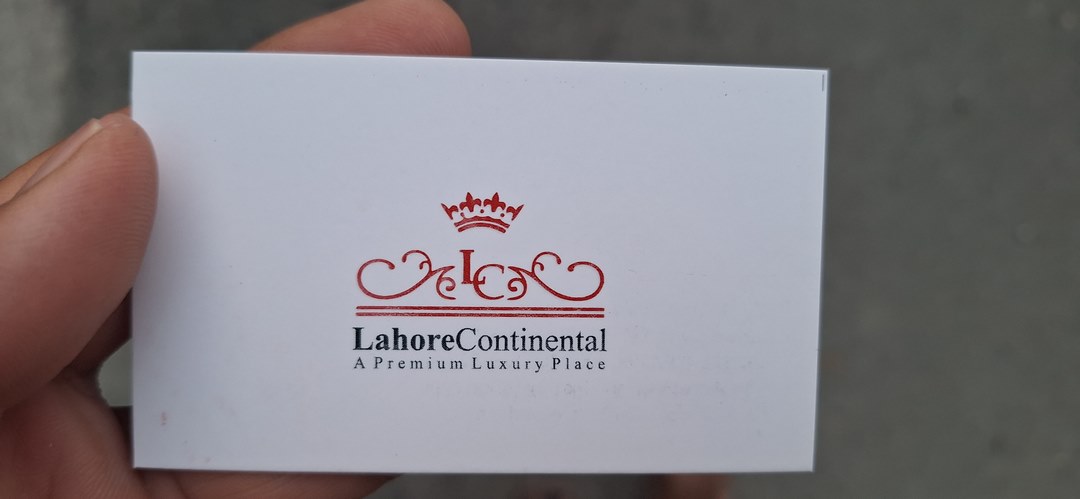 LC
LahoreContinental
A Premium Luxury Place